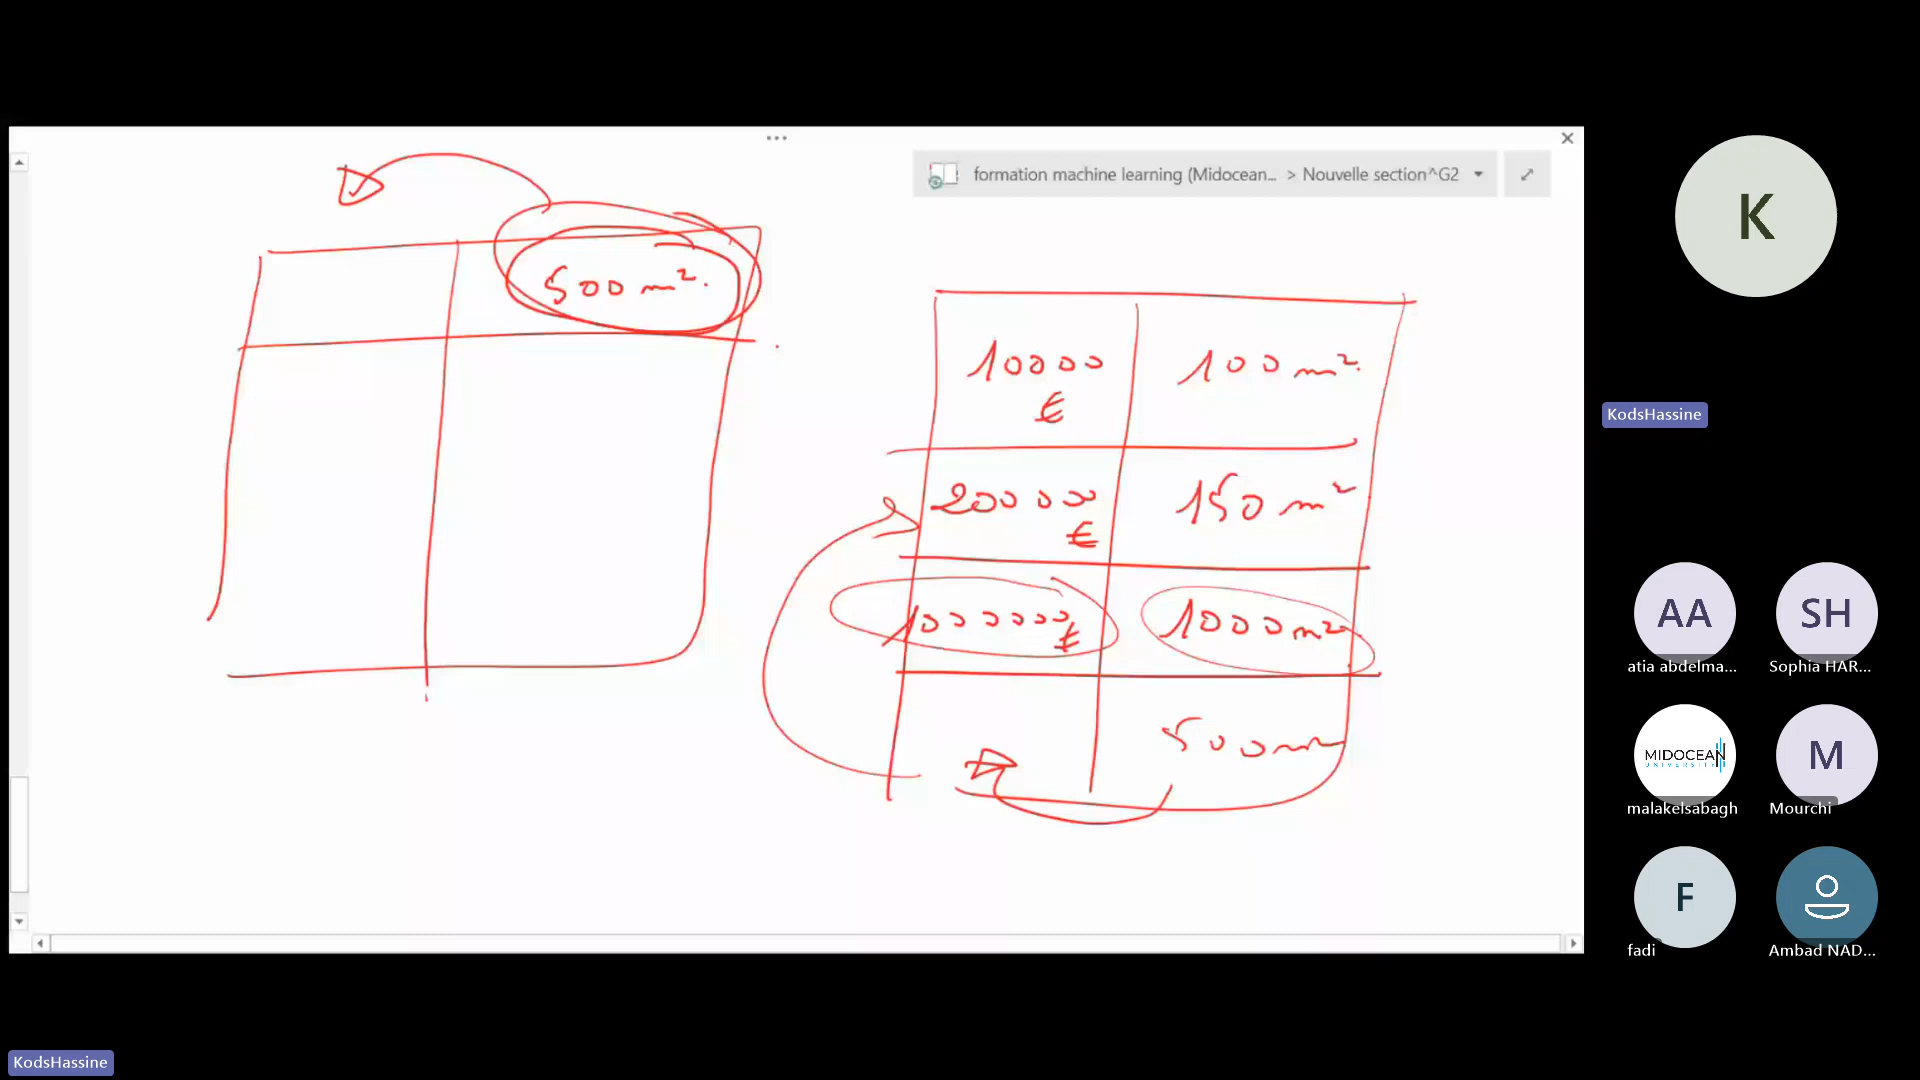 formation machine learning (Midocean... > Nouvelle section^G2
500 m².
10000 €
100 m².
200000 €
150 m²
1000000 €
1000 m²
500 m
K
KodsHassine
AA
SH
atia abdelma...
Sophia HAR...
MIDOCEAN
UNIVERSITY
M
malakelsabagh
Mourchi
F
fadi
Ambad NAD...
KodsHassine